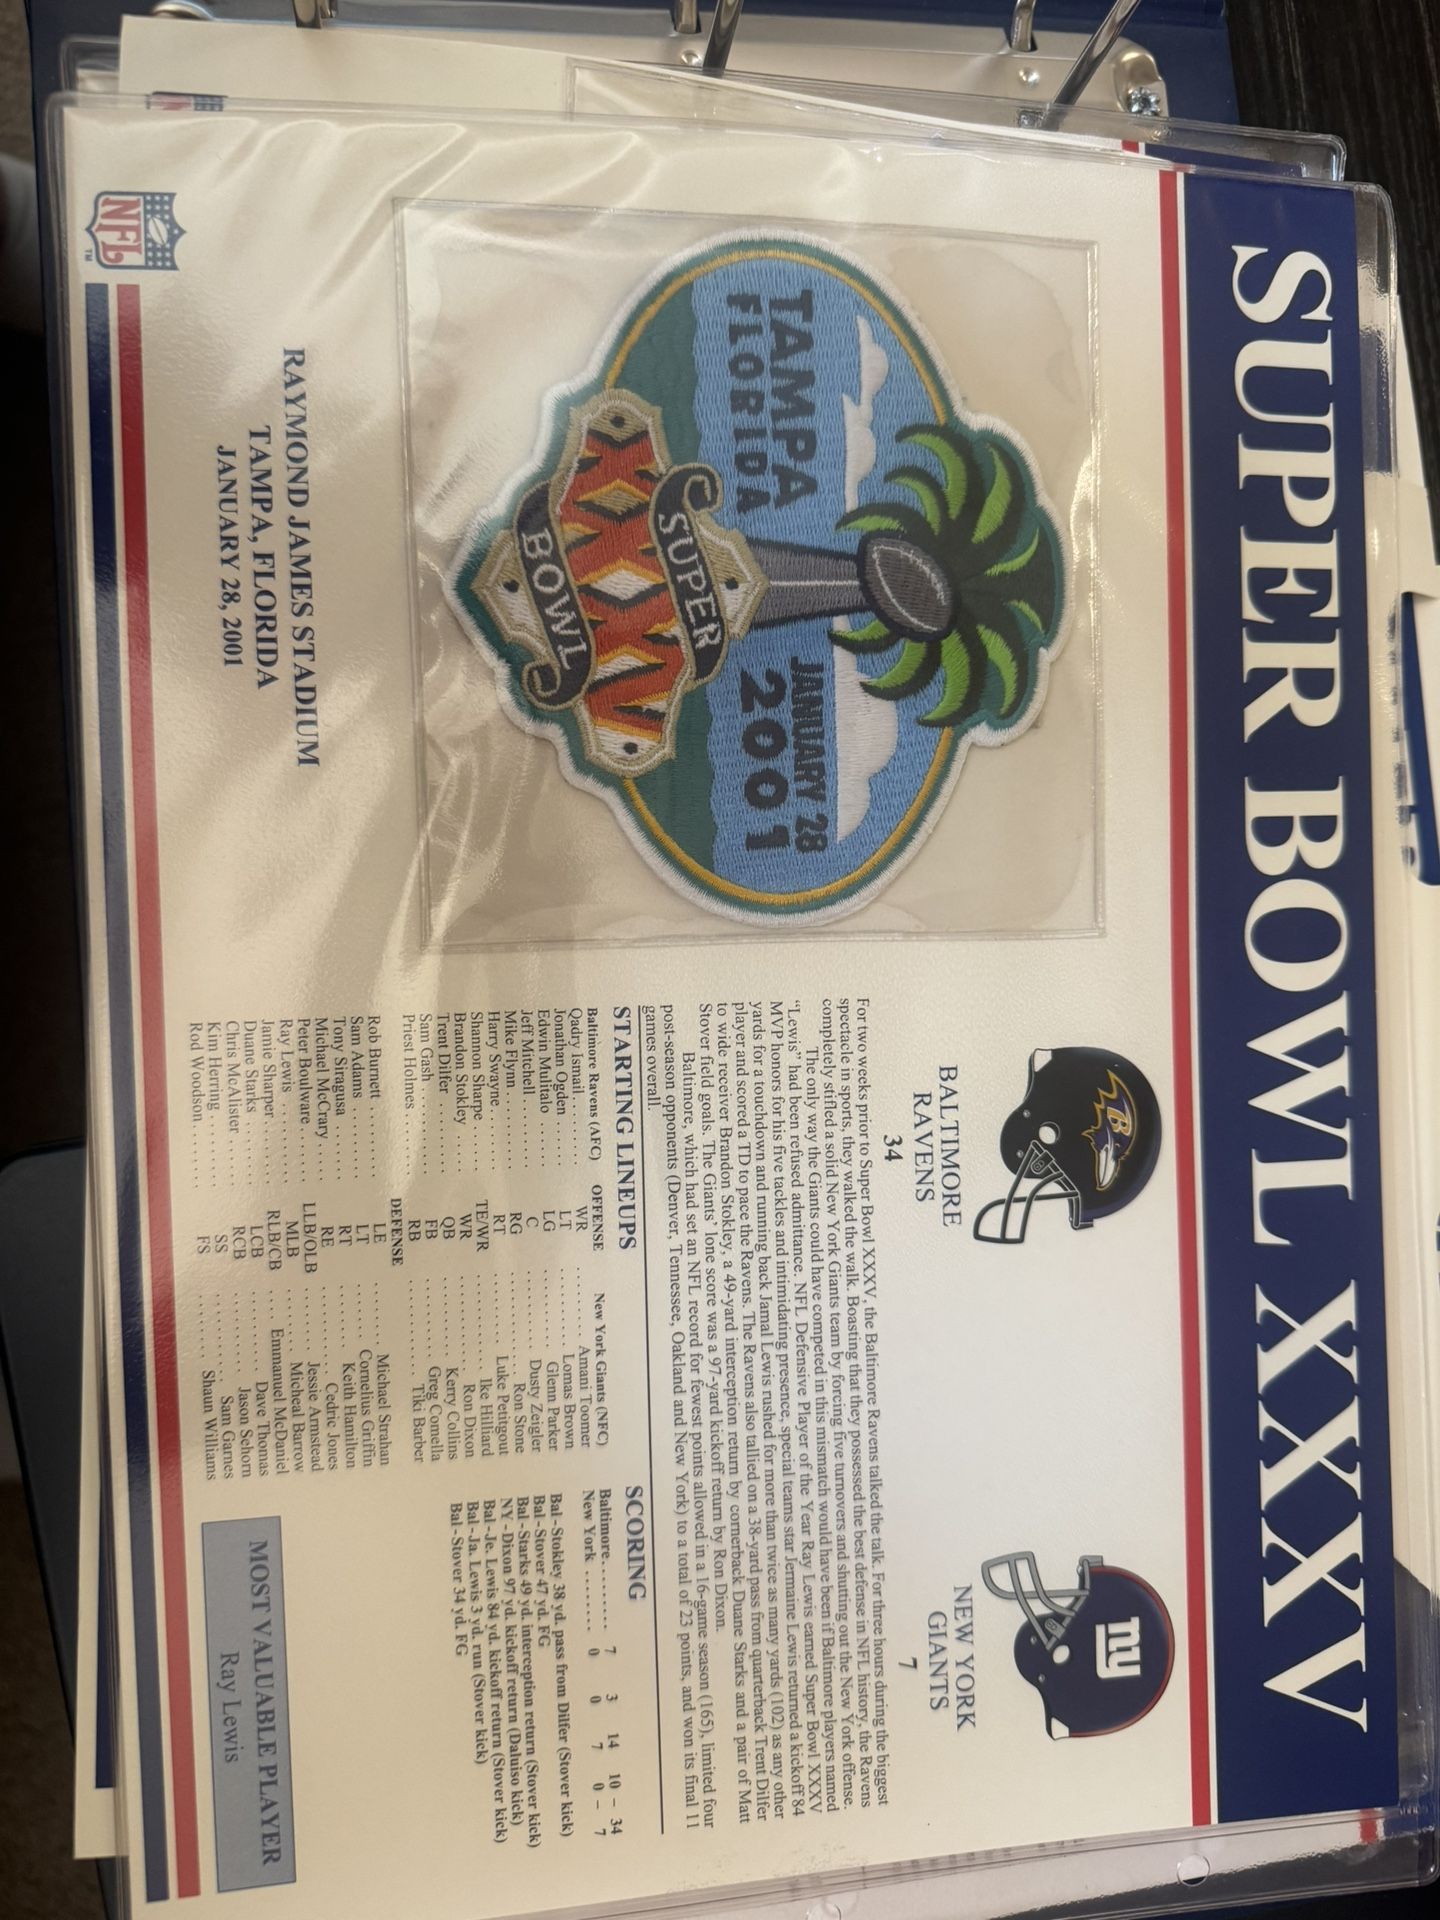 SUPER BOWL XXXV
TAMPA
FLORIDA
JANUARY 28
2001
SUPER
XXXV
BOWL
RAYMOND JAMES STADIUM
TAMPA, FLORIDA
JANUARY 28, 2001
NFL
TM
B
BALTIMORE
RAVENS
34
ny
NEW YORK
GIANTS
7
For two weeks prior to Super Bowl XXXV, the Baltimore Ravens talked the talk. For three hours during the biggest
spectacle in sports, they walked the walk. Boasting that they possessed the best defense in NFL history, the Ravens
completely stifled a solid New York Giants team by forcing five turnovers and shutting out the New York offense.
The only way the Giants could have competed in this mismatch would have been if Baltimore players named
"Lewis" had been refused admittance. NFL Defensive Player of the Year Ray Lewis earned Super Bowl XXXV
MVP honors for his five tackles and intimidating presence, special teams star Jermaine Lewis returned a kickoff 84
yards for a touchdown and running back Jamal Lewis rushed for more than twice as many yards (102) as any other
player and scored a TD to pace the Ravens. The Ravens also tallied on a 38-yard pass from quarterback Trent Dilfer
to wide receiver Brandon Stokley, a 49-yard interception return by cornerback Duane Starks and a pair of Matt
Stover field goals. The Giants' lone score was a 97-yard kickoff return by Ron Dixon.
Baltimore, which had set an NFL record for fewest points allowed in a 16-game season (165), limited four
post-season opponents (Denver, Tennessee, Oakland and New York) to a total of 23 points, and won its final 11
games overall.
STARTING LINEUPS
Baltimore Ravens (AFC) OFFENSE New York Giants (NFC)
Qadry Ismail ........ WR ........ Amani Toomer
Jonathan Ogden ........ LT ........ Lomas Brown
Edwin Mulitalo ........ LG ........ Glenn Parker
Jeff Mitchell ........ C ........ Dusty Zeigler
Mike Flynn ........ RG ........ Ron Stone
Harry Swayne ........ RT ........ Luke Petitgout
Shannon Sharpe ........ TE/WR ........ Ike Hilliard
Brandon Stokley ........ WR ........ Ron Dixon
Trent Dilfer ........ QB ........ Kerry Collins
Sam Gash ........ FB ........ Greg Comella
Priest Holmes ........ RB ........ Tiki Barber
DEFENSE
Rob Burnett ........ LE ........ Michael Strahan
Sam Adams ........ LT ........ Cornelius Griffin
Tony Siragusa ........ RT ........ Keith Hamilton
Michael McCrary ........ RE ........ Cedric Jones
Peter Boulware ........ LLB/OLB ........ Jessie Armstead
Ray Lewis ........ MLB ........ Micheal Barrow
Jamie Sharper ........ RLB/CB ........ Emmanuel McDaniel
Duane Starks ........ LCB ........ Dave Thomas
Chris McAlister ........ RCB ........ Jason Sehorn
Kim Herring ........ SS ........ Sam Garnes
Rod Woodson ........ FS ........ Shaun Williams
SCORING
Baltimore ........ 7 3 14 10 – 34
New York ........ 0 0 7 0 – 7
Bal - Stokley 38 yd. pass from Dilfer (Stover kick)
Bal - Stover 47 yd. FG
Bal - Starks 49 yd. interception return (Stover kick)
NY - Dixon 97 yd. kickoff return (Daluiso kick)
Bal - Je. Lewis 84 yd. kickoff return (Stover kick)
Bal - Ja. Lewis 3 yd. run (Stover kick)
Bal - Stover 34 yd. FG
MOST VALUABLE PLAYER
Ray Lewis